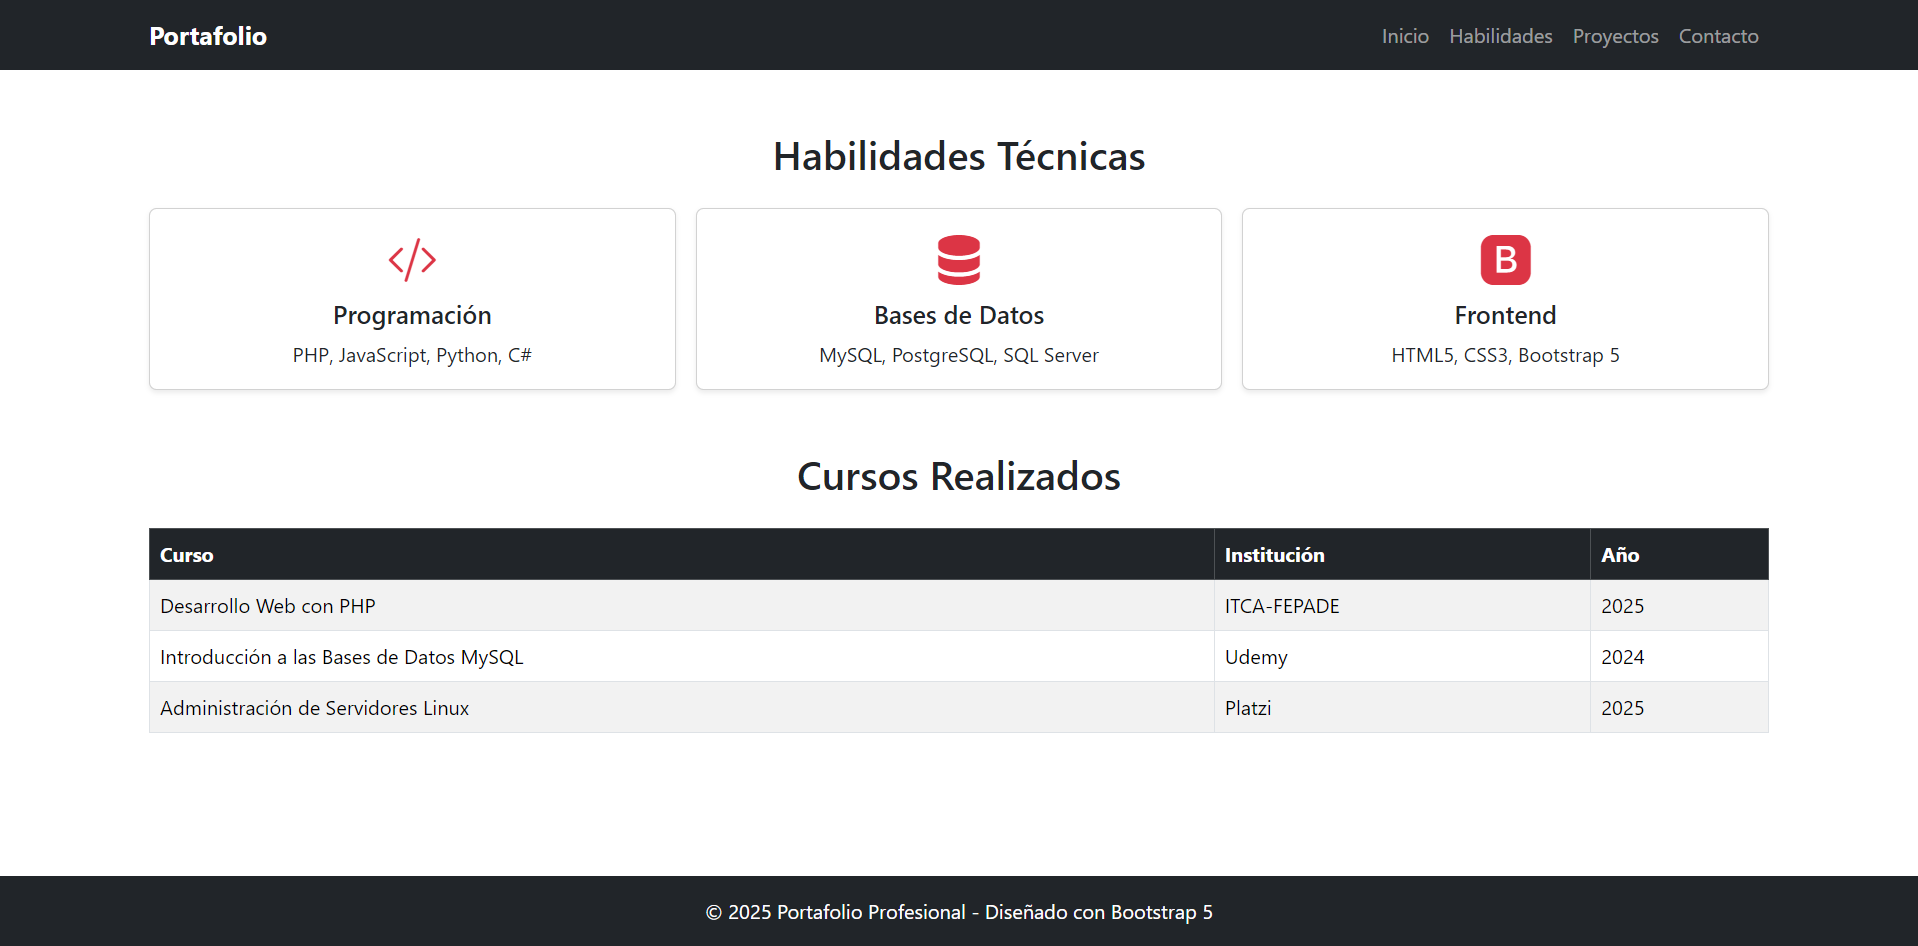 Portafolio
Inicio Habilidades Proyectos Contacto
Habilidades Técnicas
Programación
PHP, JavaScript, Python, C#
Bases de Datos
MySQL, PostgreSQL, SQL Server
B
Frontend
HTML5, CSS3, Bootstrap 5
Cursos Realizados
Curso Institución Año
Desarrollo Web con PHP ITCA-FEPADE 2025
Introducción a las Bases de Datos MySQL Udemy 2024
Administración de Servidores Linux Platzi 2025
© 2025 Portafolio Profesional - Diseñado con Bootstrap 5